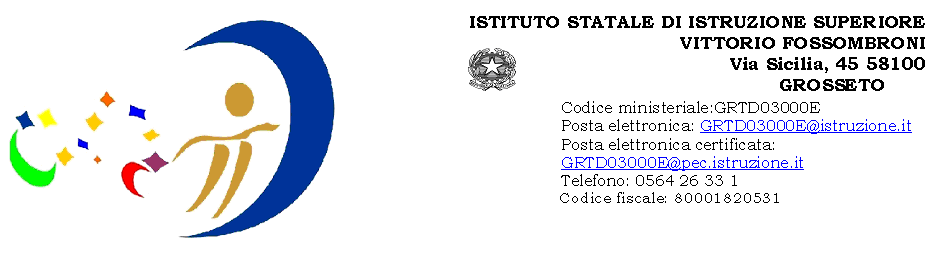 ISTITUTO STATALE DI ISTRUZIONE SUPERIORE
VITTORIO FOSSOMBRONI
Via Sicilia, 45 58100
GROSSETO
Codice ministeriale:GRTD03000E
Posta elettronica: GRTD03000E@istruzione.it
Posta elettronica certificata:
GRTD03000E@pec.istruzione.it
Telefono: 0564 26 33 1
Codice fiscale: 80001820531